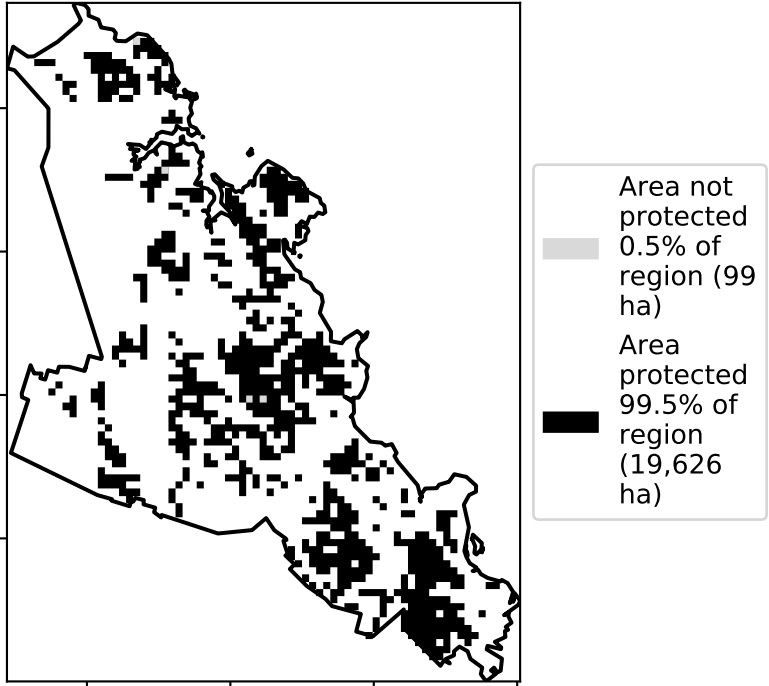 Area not
protected
0.5% of
region (99
ha)
Area
protected
99.5% of
region
(19,626
ha)